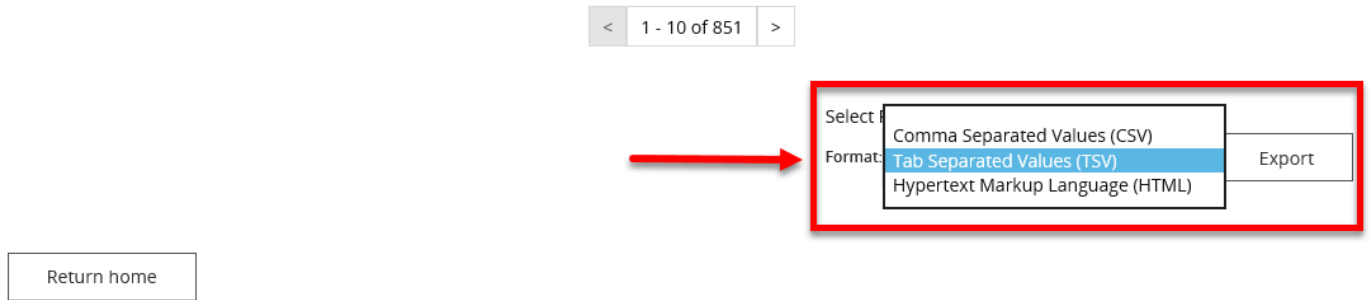 < 1 - 10 of 851 >
Select
Comma Separated Values (CSV)
Format: Tab Separated Values (TSV) Export
Hypertext Markup Language (HTML)
Return home